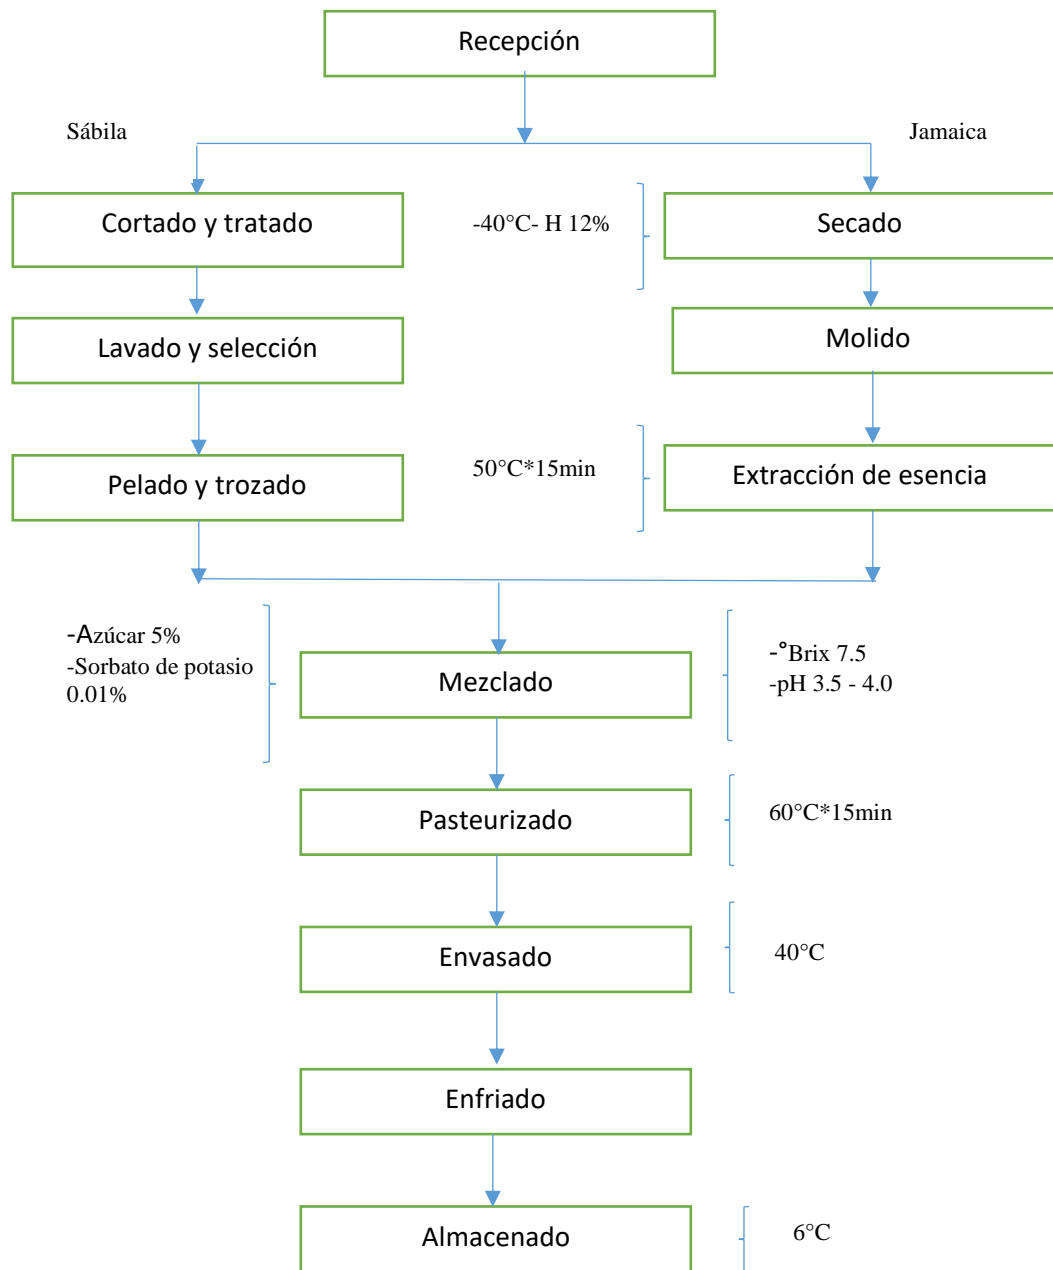 Recepción
Sábila
Jamaica
Cortado y tratado
-40°C- H 12%
Secado
Lavado y selección
Molido
Pelado y trozado
50°C*15min
Extracción de esencia
-Azúcar 5%
-Sorbato de potasio
0.01%
Mezclado
-°Brix 7.5
-pH 3.5 - 4.0
Pasteurizado
60°C*15min
Envasado
40°C
Enfriado
Almacenado
6°C